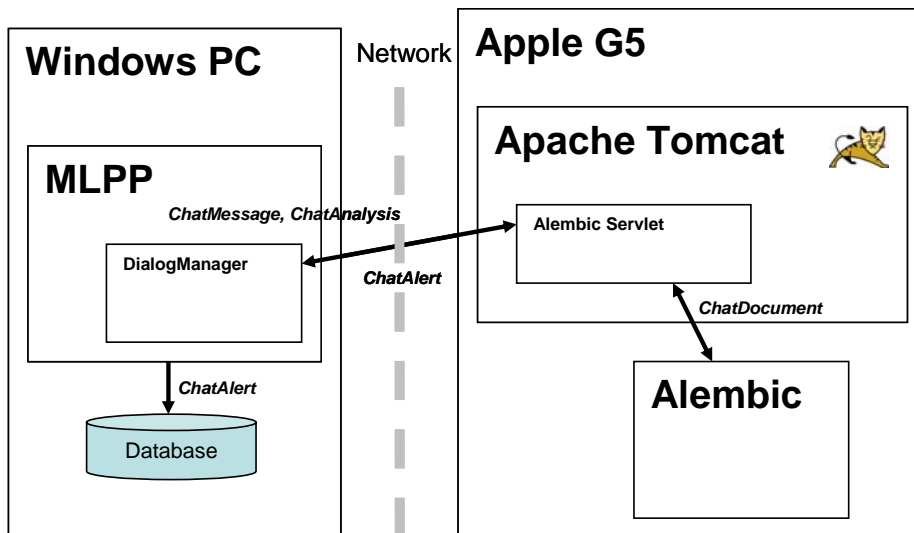 Windows PC
MLPP
DialogManager
ChatAlert
Database
Network
ChatMessage, ChatAnalysis
ChatAlert
Apple G5
Apache Tomcat
Alembic Servlet
ChatDocument
Alembic